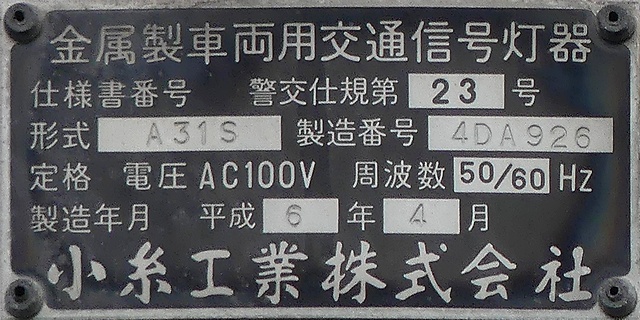 金属製車両用交通信号灯器
仕様書番号 警交仕規第 23 号
形式 A31S 製造番号 4DA926
定格 電圧 AC100V 周波数 50/60 Hz
製造年月 平成 6 年 4 月
小糸工業株式会社